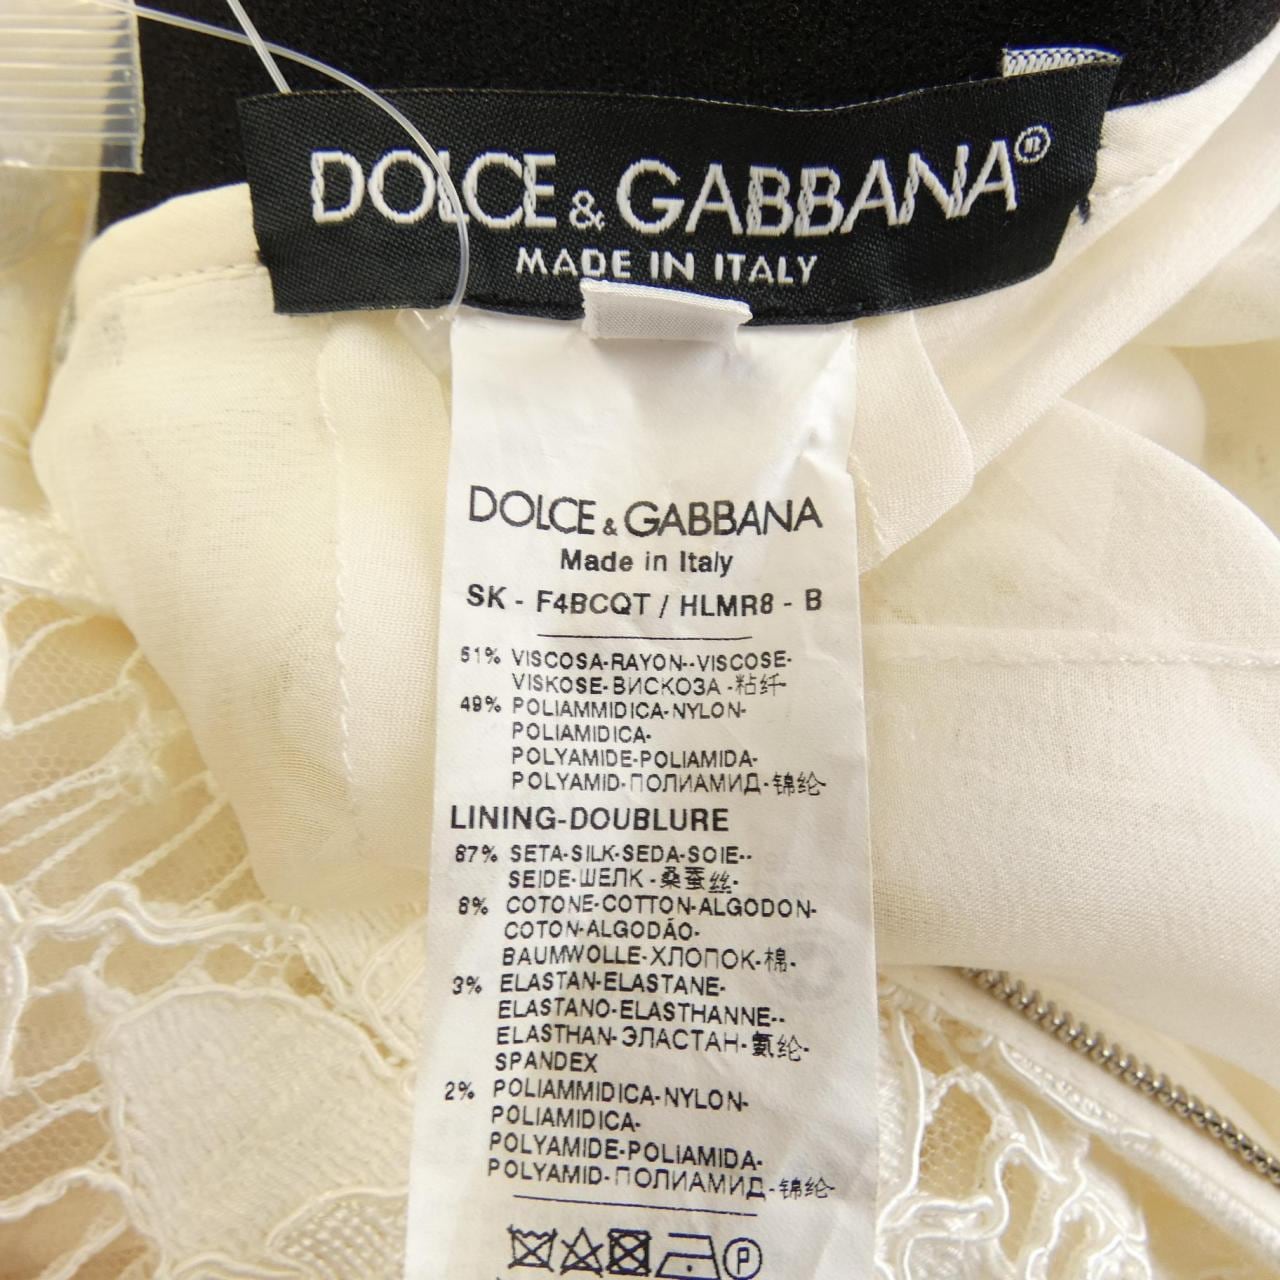 DOLCE & GABBANA®
MADE IN ITALY
DOLCE & GABBANA
Made in Italy
SK - F4BCQT / HLMR8 - B
51% VISCOSA-RAYON--VISCOSE-
VISKOSE-ВИСКОЗА -粘纤-
49% POLIAMMIDICA-NYLON-
POLIAMIDICA-
POLYAMIDE-POLIAMIDA-
POLYAMID-ПОЛИАМИД-锦纶-
LINING-DOUBLURE
87% SETA-SILK-SEDA-SOIE--
SEIDE-ШЕЛК -桑蚕丝-
8% COTONE-COTTON-ALGODON-
COTON-ALGODÃO-
BAUMWOLLE-ХЛОПОК-棉-
3% ELASTAN-ELASTANE-
ELASTANO-ELASTHANNE--
ELASTHAN-ЭЛАСТАН-氨纶-
SPANDEX
2% POLIAMMIDICA-NYLON-
POLIAMIDICA-
POLYAMIDE-POLIAMIDA-
POLYAMID-ПОЛИАМИД-锦纶-
P